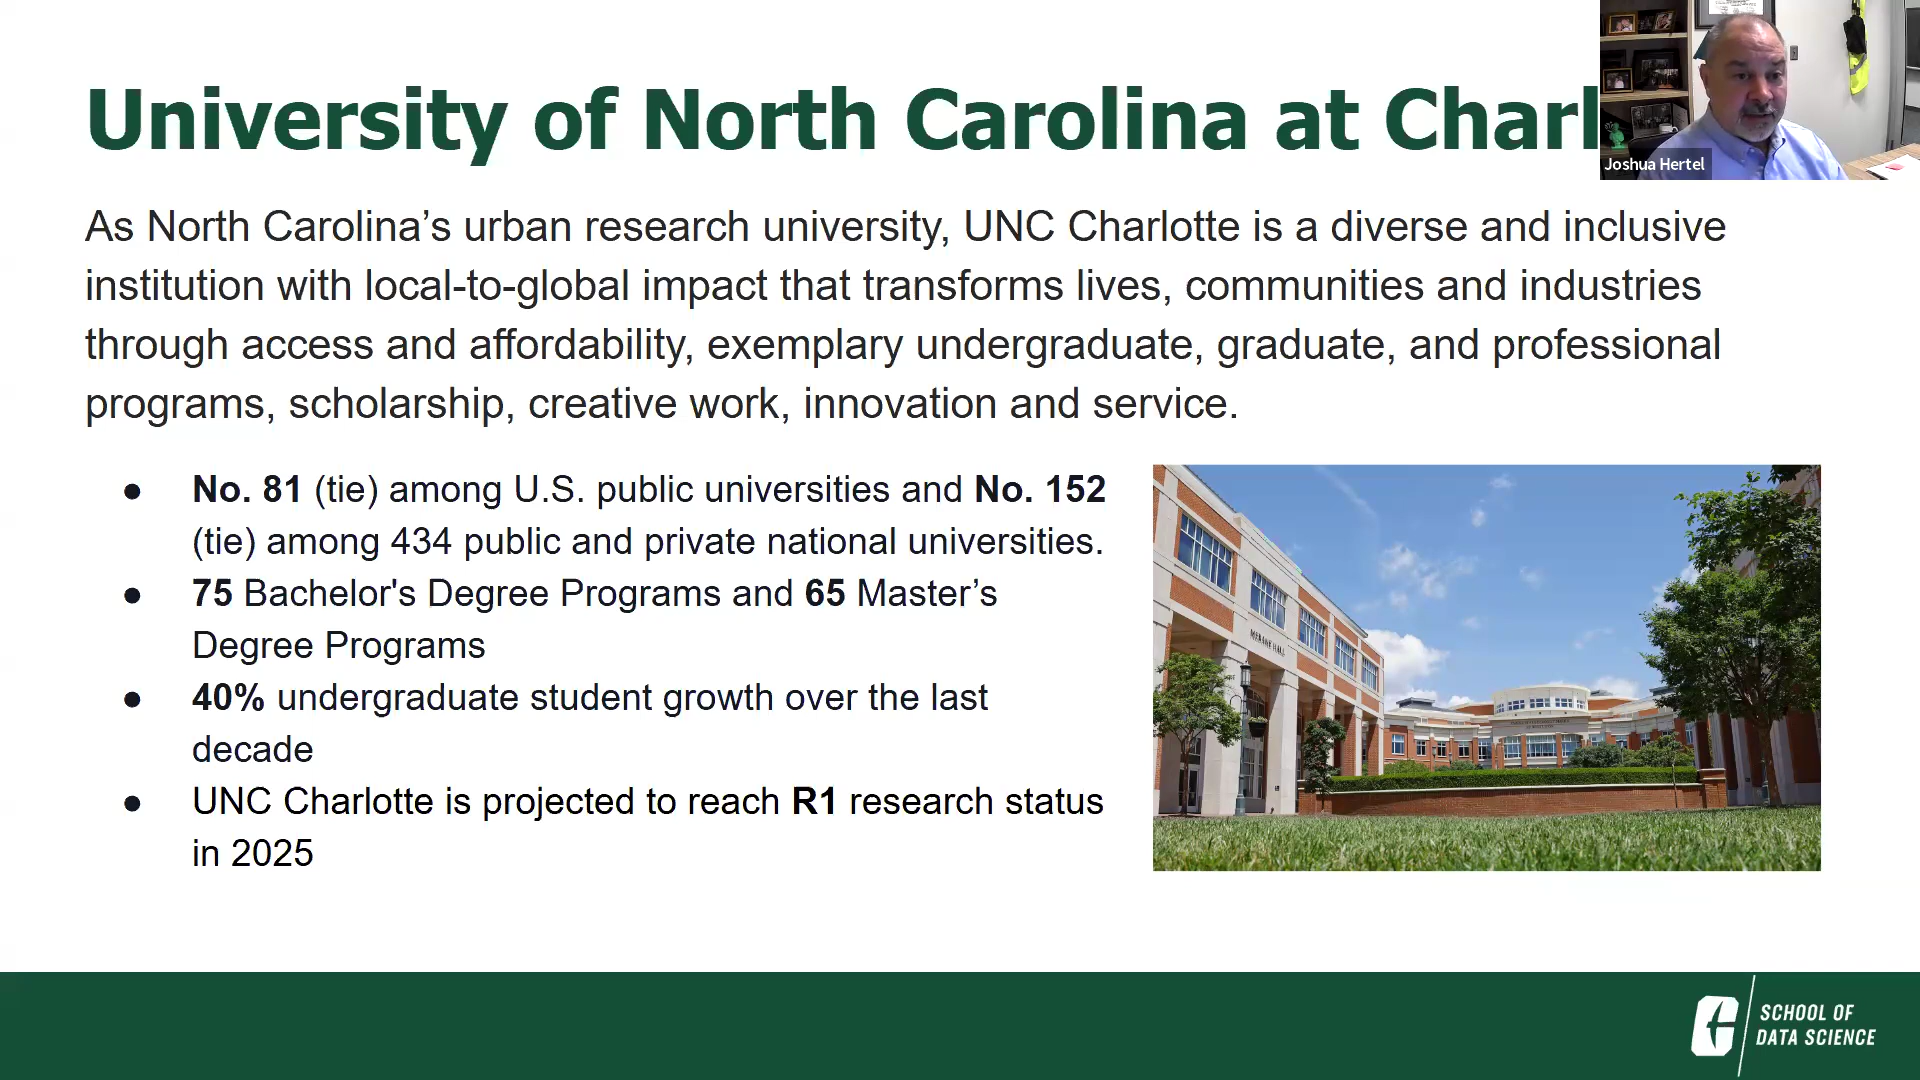 University of North Carolina at Charl
Joshua Hertel
As North Carolina’s urban research university, UNC Charlotte is a diverse and inclusive
institution with local-to-global impact that transforms lives, communities and industries
through access and affordability, exemplary undergraduate, graduate, and professional
programs, scholarship, creative work, innovation and service.
● No. 81 (tie) among U.S. public universities and No. 152
(tie) among 434 public and private national universities.
● 75 Bachelor's Degree Programs and 65 Master’s
Degree Programs
● 40% undergraduate student growth over the last
decade
● UNC Charlotte is projected to reach R1 research status
in 2025
SCHOOL OF
DATA SCIENCE